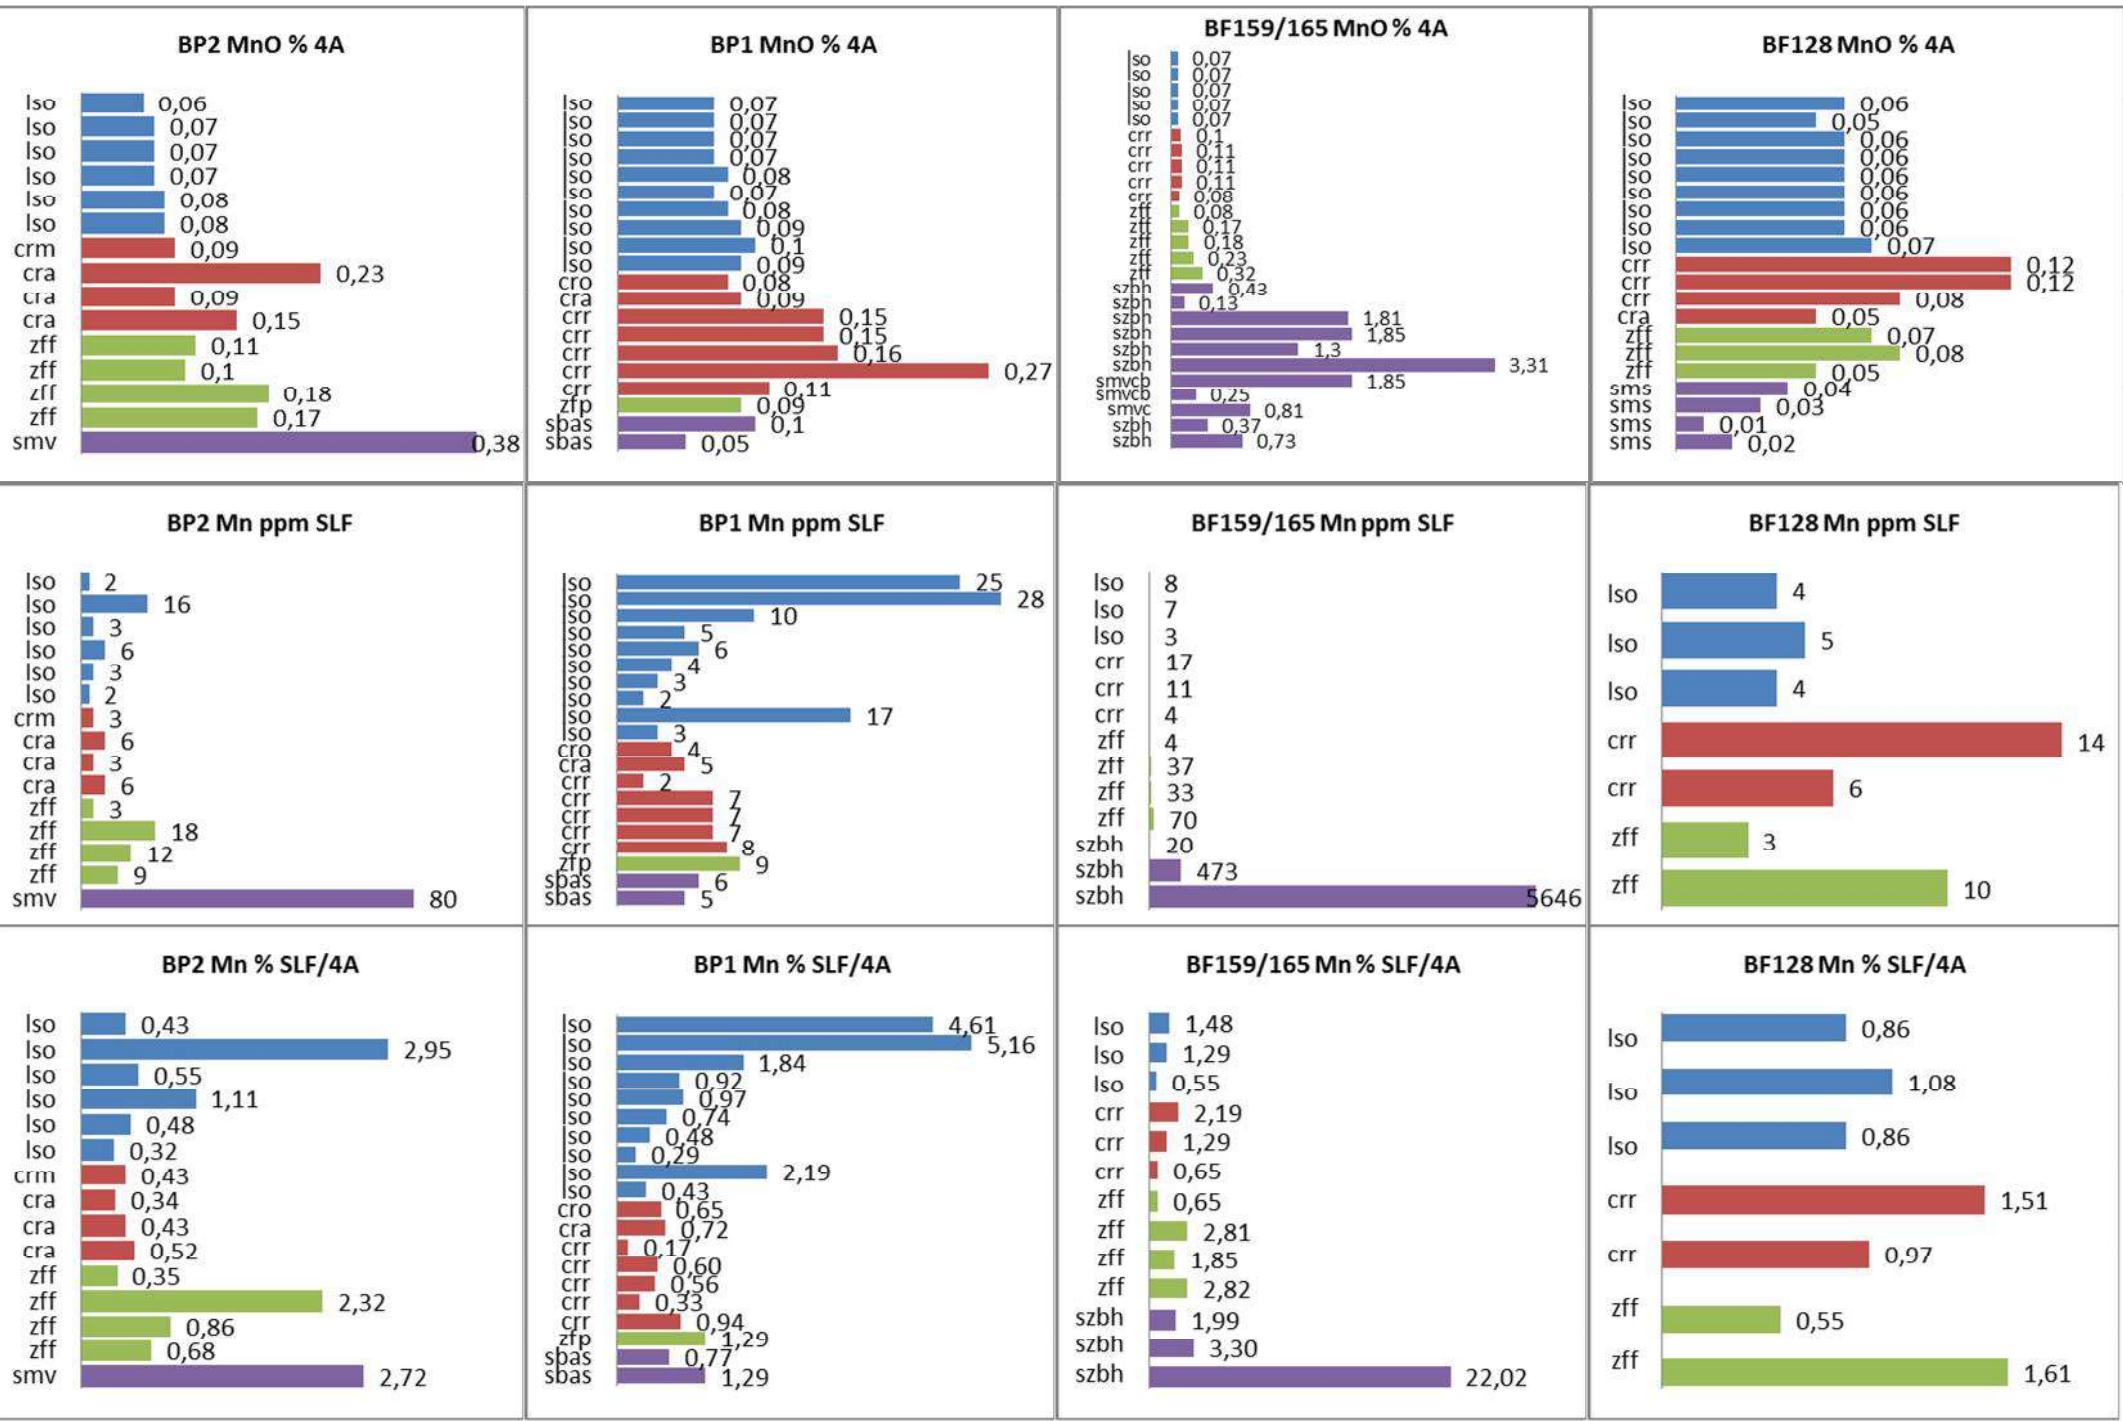 BP2 MnO % 4A
lso 0,06
lso 0,07
lso 0,07
lso 0,07
lso 0,08
lso 0,08
crm 0,09
cra 0,23
cra 0,09
cra 0,15
zff 0,11
zff 0,1
zff 0,18
zff 0,17
smv 0,38
BP1 MnO % 4A
lso 0,07
lso 0,07
lso 0,07
lso 0,07
lso 0,08
lso 0,07
lso 0,08
lso 0,09
lso 0,1
lso 0,09
cro 0,08
cra 0,09
crr 0,15
crr 0,15
crr 0,16
crr 0,27
crr 0,11
zfp 0,09
sbas 0,1
sbas 0,05
BF159/165 MnO % 4A
lso 0,07
lso 0,07
lso 0,07
lso 0,07
lso 0,07
crr 0,1
crr 0,11
crr 0,11
crr 0,11
crr 0,08
zff 0,08
zff 0,17
zff 0,18
zff 0,23
zff 0,32
szbh 0,43
szbh 0,13
szbh 1,81
szbh 1,85
szbh 1,3
szbh 3,31
smvcb 1.85
smvcb 0,25
smvc 0,81
szbh 0,37
szbh 0,73
BF128 MnO % 4A
lso 0,06
lso 0,05
lso 0,06
lso 0,06
lso 0,06
lso 0,06
lso 0,06
lso 0,06
lso 0,07
crr 0,12
crr 0,12
crr 0,08
cra 0,05
zff 0,07
zff 0,08
zff 0,05
sms 0,04
sms 0,03
sms 0,01
sms 0,02
BP2 Mn ppm SLF
lso 2
lso 16
lso 3
lso 6
lso 3
lso 2
crm 3
cra 6
cra 3
cra 6
zff 3
zff 18
zff 12
zff 9
smv 80
BP1 Mn ppm SLF
lso 25
lso 28
lso 10
lso 5
lso 6
lso 4
lso 3
lso 2
lso 17
lso 3
cro 4
cra 5
crr 2
crr 7
crr 7
crr 7
crr 8
zfp 9
sbas 6
sbas 5
BF159/165 Mn ppm SLF
lso 8
lso 7
lso 3
crr 17
crr 11
crr 4
zff 4
zff 37
zff 33
zff 70
szbh 20
szbh 473
szbh 5646
BF128 Mn ppm SLF
lso 4
lso 5
lso 4
crr 14
crr 6
zff 3
zff 10
BP2 Mn % SLF/4A
lso 0,43
lso 2,95
lso 0,55
lso 1,11
lso 0,48
lso 0,32
crm 0,43
cra 0,34
cra 0,43
cra 0,52
zff 0,35
zff 2,32
zff 0,86
zff 0,68
smv 2,72
BP1 Mn % SLF/4A
lso 4,61
lso 5,16
lso 1,84
lso 0,92
lso 0,97
lso 0,74
lso 0,48
lso 0,29
lso 2,19
lso 0,43
cro 0,65
cra 0,72
crr 0,17
crr 0,60
crr 0,56
crr 0,33
crr 0,94
zfp 1,29
sbas 0,77
sbas 1,29
BF159/165 Mn % SLF/4A
lso 1,48
lso 1,29
lso 0,55
crr 2,19
crr 1,29
crr 0,65
zff 0,65
zff 2,81
zff 1,85
zff 2,82
szbh 1,99
szbh 3,30
szbh 22,02
BF128 Mn % SLF/4A
lso 0,86
lso 1,08
lso 0,86
crr 1,51
crr 0,97
zff 0,55
zff 1,61